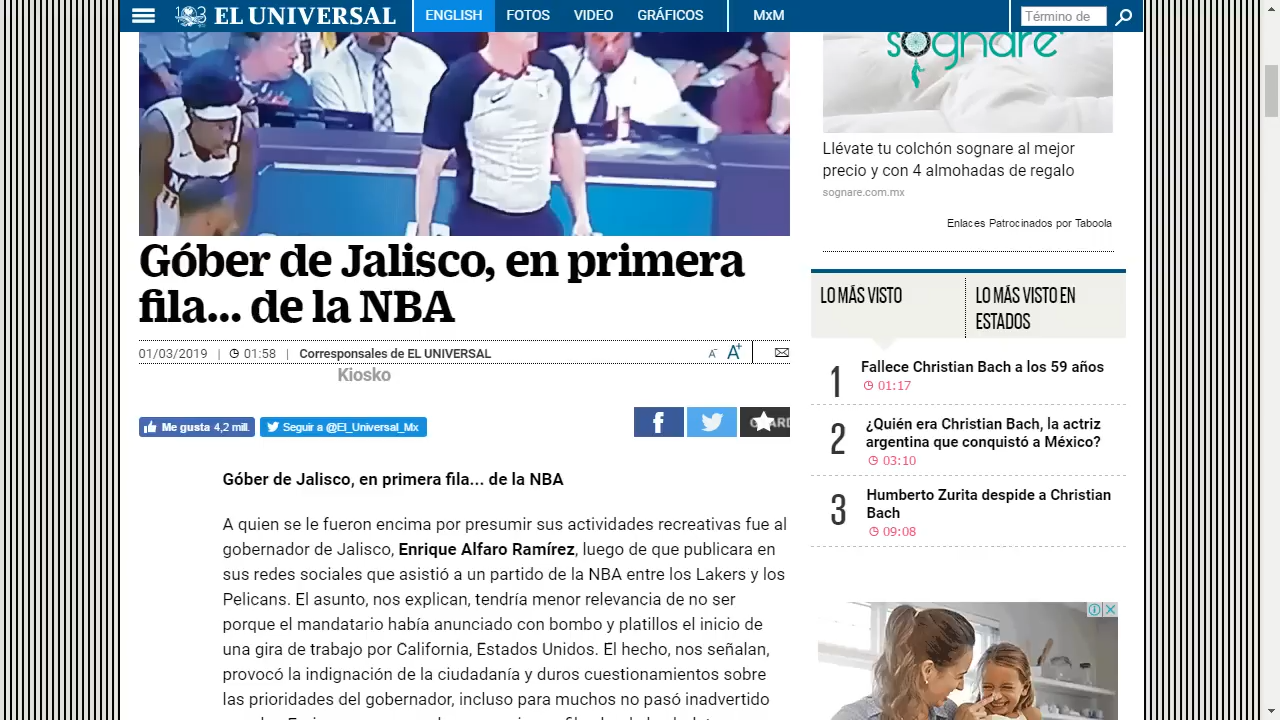 EL UNIVERSAL
ENGLISH
FOTOS
VIDEO
GRÁFICOS
MxM
Término de
sognare
Llévate tu colchón sognare al mejor
precio y con 4 almohadas de regalo
sognare.com.mx
Enlaces Patrocinados por Taboola
Góber de Jalisco, en primera
fila... de la NBA
01/03/2019 | 01:58 | Corresponsales de EL UNIVERSAL
A- A+
Kiosko
Me gusta 4,2 mill.
Seguir a @El_Universal_Mx
Góber de Jalisco, en primera fila... de la NBA
A quien se le fueron encima por presumir sus actividades recreativas fue al
gobernador de Jalisco, Enrique Alfaro Ramírez, luego de que publicara en
sus redes sociales que asistió a un partido de la NBA entre los Lakers y los
Pelicans. El asunto, nos explican, tendría menor relevancia de no ser
porque el mandatario había anunciado con bombo y platillos el inicio de
una gira de trabajo por California, Estados Unidos. El hecho, nos señalan,
provocó la indignación de la ciudadanía y duros cuestionamientos sobre
las prioridades del gobernador, incluso para muchos no pasó inadvertido
LO MÁS VISTO
LO MÁS VISTO EN
ESTADOS
1
Fallece Christian Bach a los 59 años
01:17
2
¿Quién era Christian Bach, la actriz
argentina que conquistó a México?
03:10
3
Humberto Zurita despide a Christian
Bach
09:08